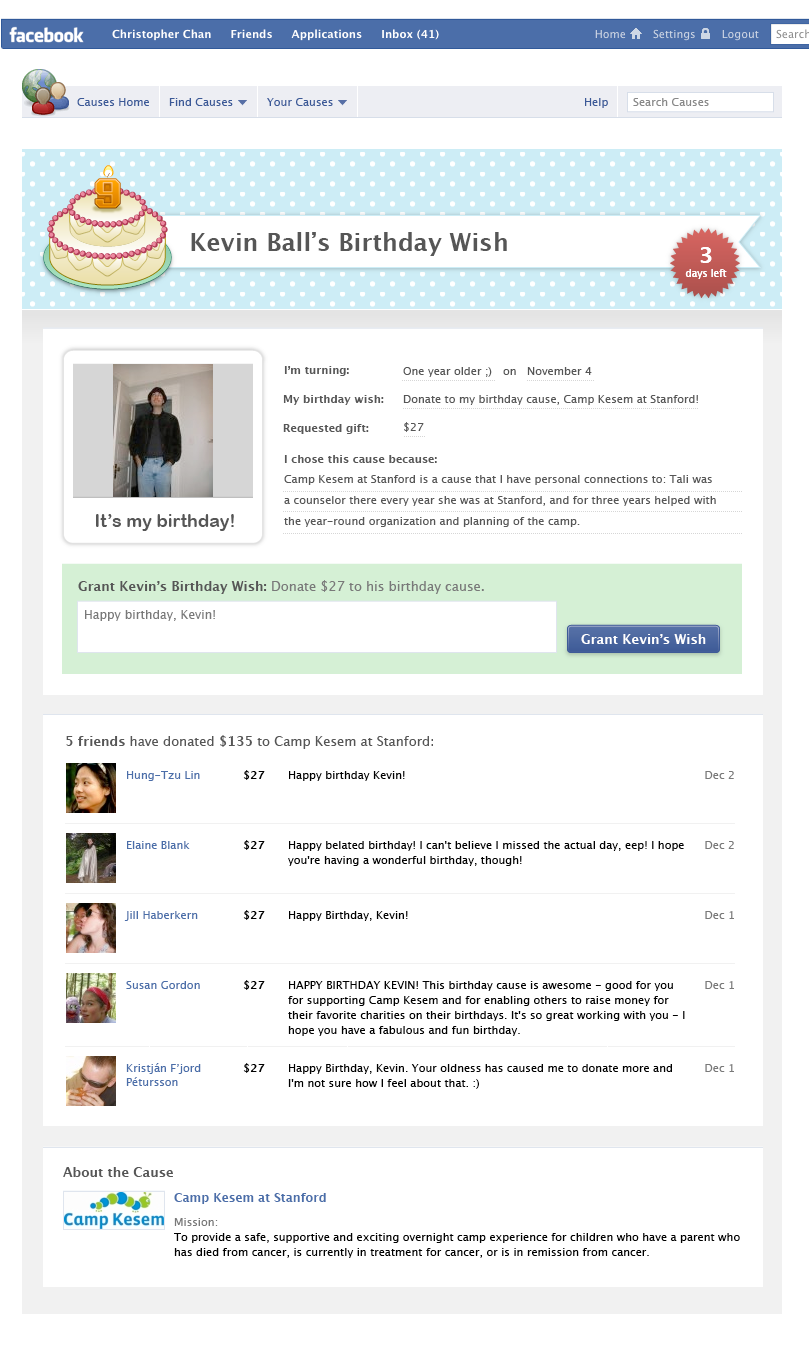 facebook Christopher Chan Friends Applications Inbox (41) Home Settings Logout Search
Causes Home Find Causes Your Causes Help Search Causes
9
Kevin Ball's Birthday Wish
3
days left
I'm turning: One year older ;) on November 4
My birthday wish: Donate to my birthday cause, Camp Kesem at Stanford!
Requested gift: $27
I chose this cause because:
Camp Kesem at Stanford is a cause that I have personal connections to: Tali was
a counselor there every year she was at Stanford, and for three years helped with
the year-round organization and planning of the camp.
It's my birthday!
Grant Kevin's Birthday Wish: Donate $27 to his birthday cause.
Happy birthday, Kevin!
Grant Kevin's Wish
5 friends have donated $135 to Camp Kesem at Stanford:
Hung-Tzu Lin $27 Happy birthday Kevin! Dec 2
Elaine Blank $27 Happy belated birthday! I can't believe I missed the actual day, eep! I hope Dec 2
you're having a wonderful birthday, though!
Jill Haberkern $27 Happy Birthday, Kevin! Dec 1
Susan Gordon $27 HAPPY BIRTHDAY KEVIN! This birthday cause is awesome - good for you Dec 1
for supporting Camp Kesem and for enabling others to raise money for
their favorite charities on their birthdays. It's so great working with you - I
hope you have a fabulous and fun birthday.
Kristján F'jord $27 Happy Birthday, Kevin. Your oldness has caused me to donate more and Dec 1
Pétursson I'm not sure how I feel about that. :)
About the Cause
Camp Kesem
Camp Kesem at Stanford
Mission:
To provide a safe, supportive and exciting overnight camp experience for children who have a parent who
has died from cancer, is currently in treatment for cancer, or is in remission from cancer.